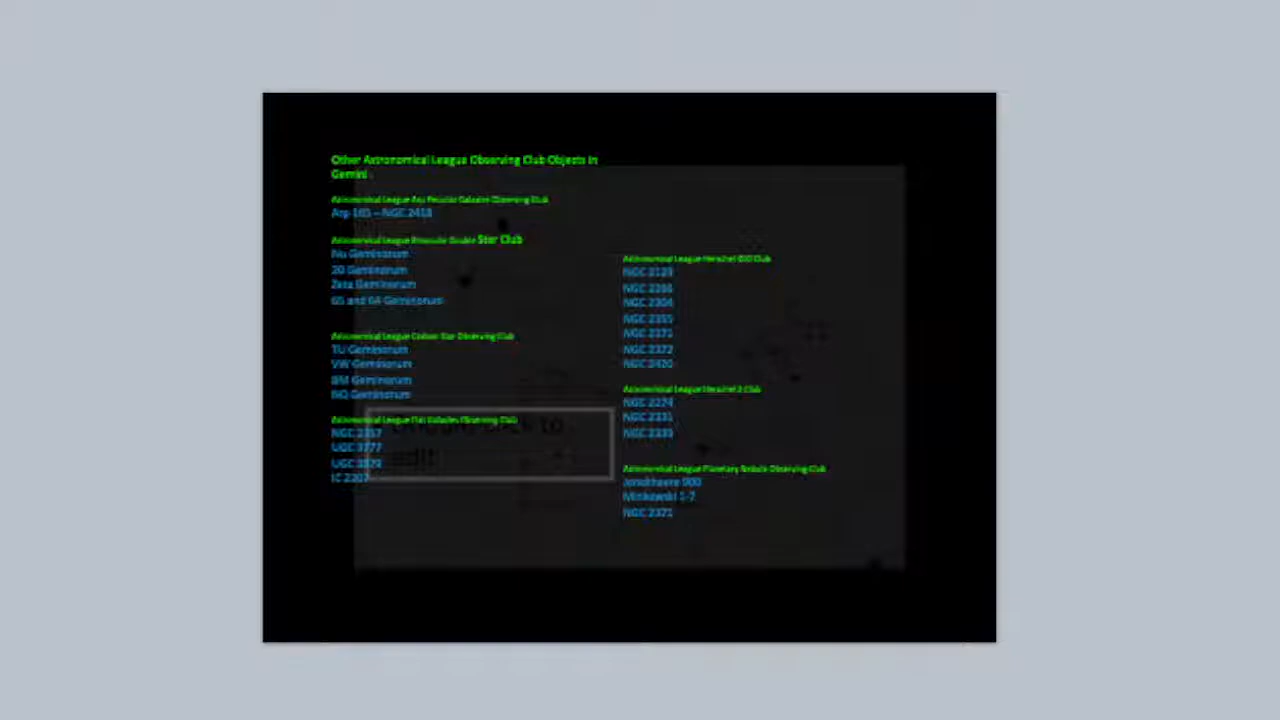 Other Astronomical League Observing Club Objects in
Gemini
Astronomical League Arp Peculiar Galaxies Observing Club
Arp 165 – NGC 2418
Astronomical League Binocular Double Star Club
Nu Geminorum
20 Geminorum
Zeta Geminorum
65 and 64 Geminorum
Astronomical League Carbon Star Observing Club
TU Geminorum
VW Geminorum
BM Geminorum
NQ Geminorum
Astronomical League Flat Galaxies Observing Club
NGC 2357
UGC
UGC
IC 2207
to
edit
Astronomical League Herschel 400 Club
NGC 2129
NGC 2266
NGC 2304
NGC 2355
NGC 2371
NGC 2372
NGC 2420
Astronomical League Herschel 2 Club
NGC 2274
NGC 2331
NGC 2339
Astronomical League Planetary Nebula Observing Club
Jonckheere 900
Minkowski 1-7
NGC 2371